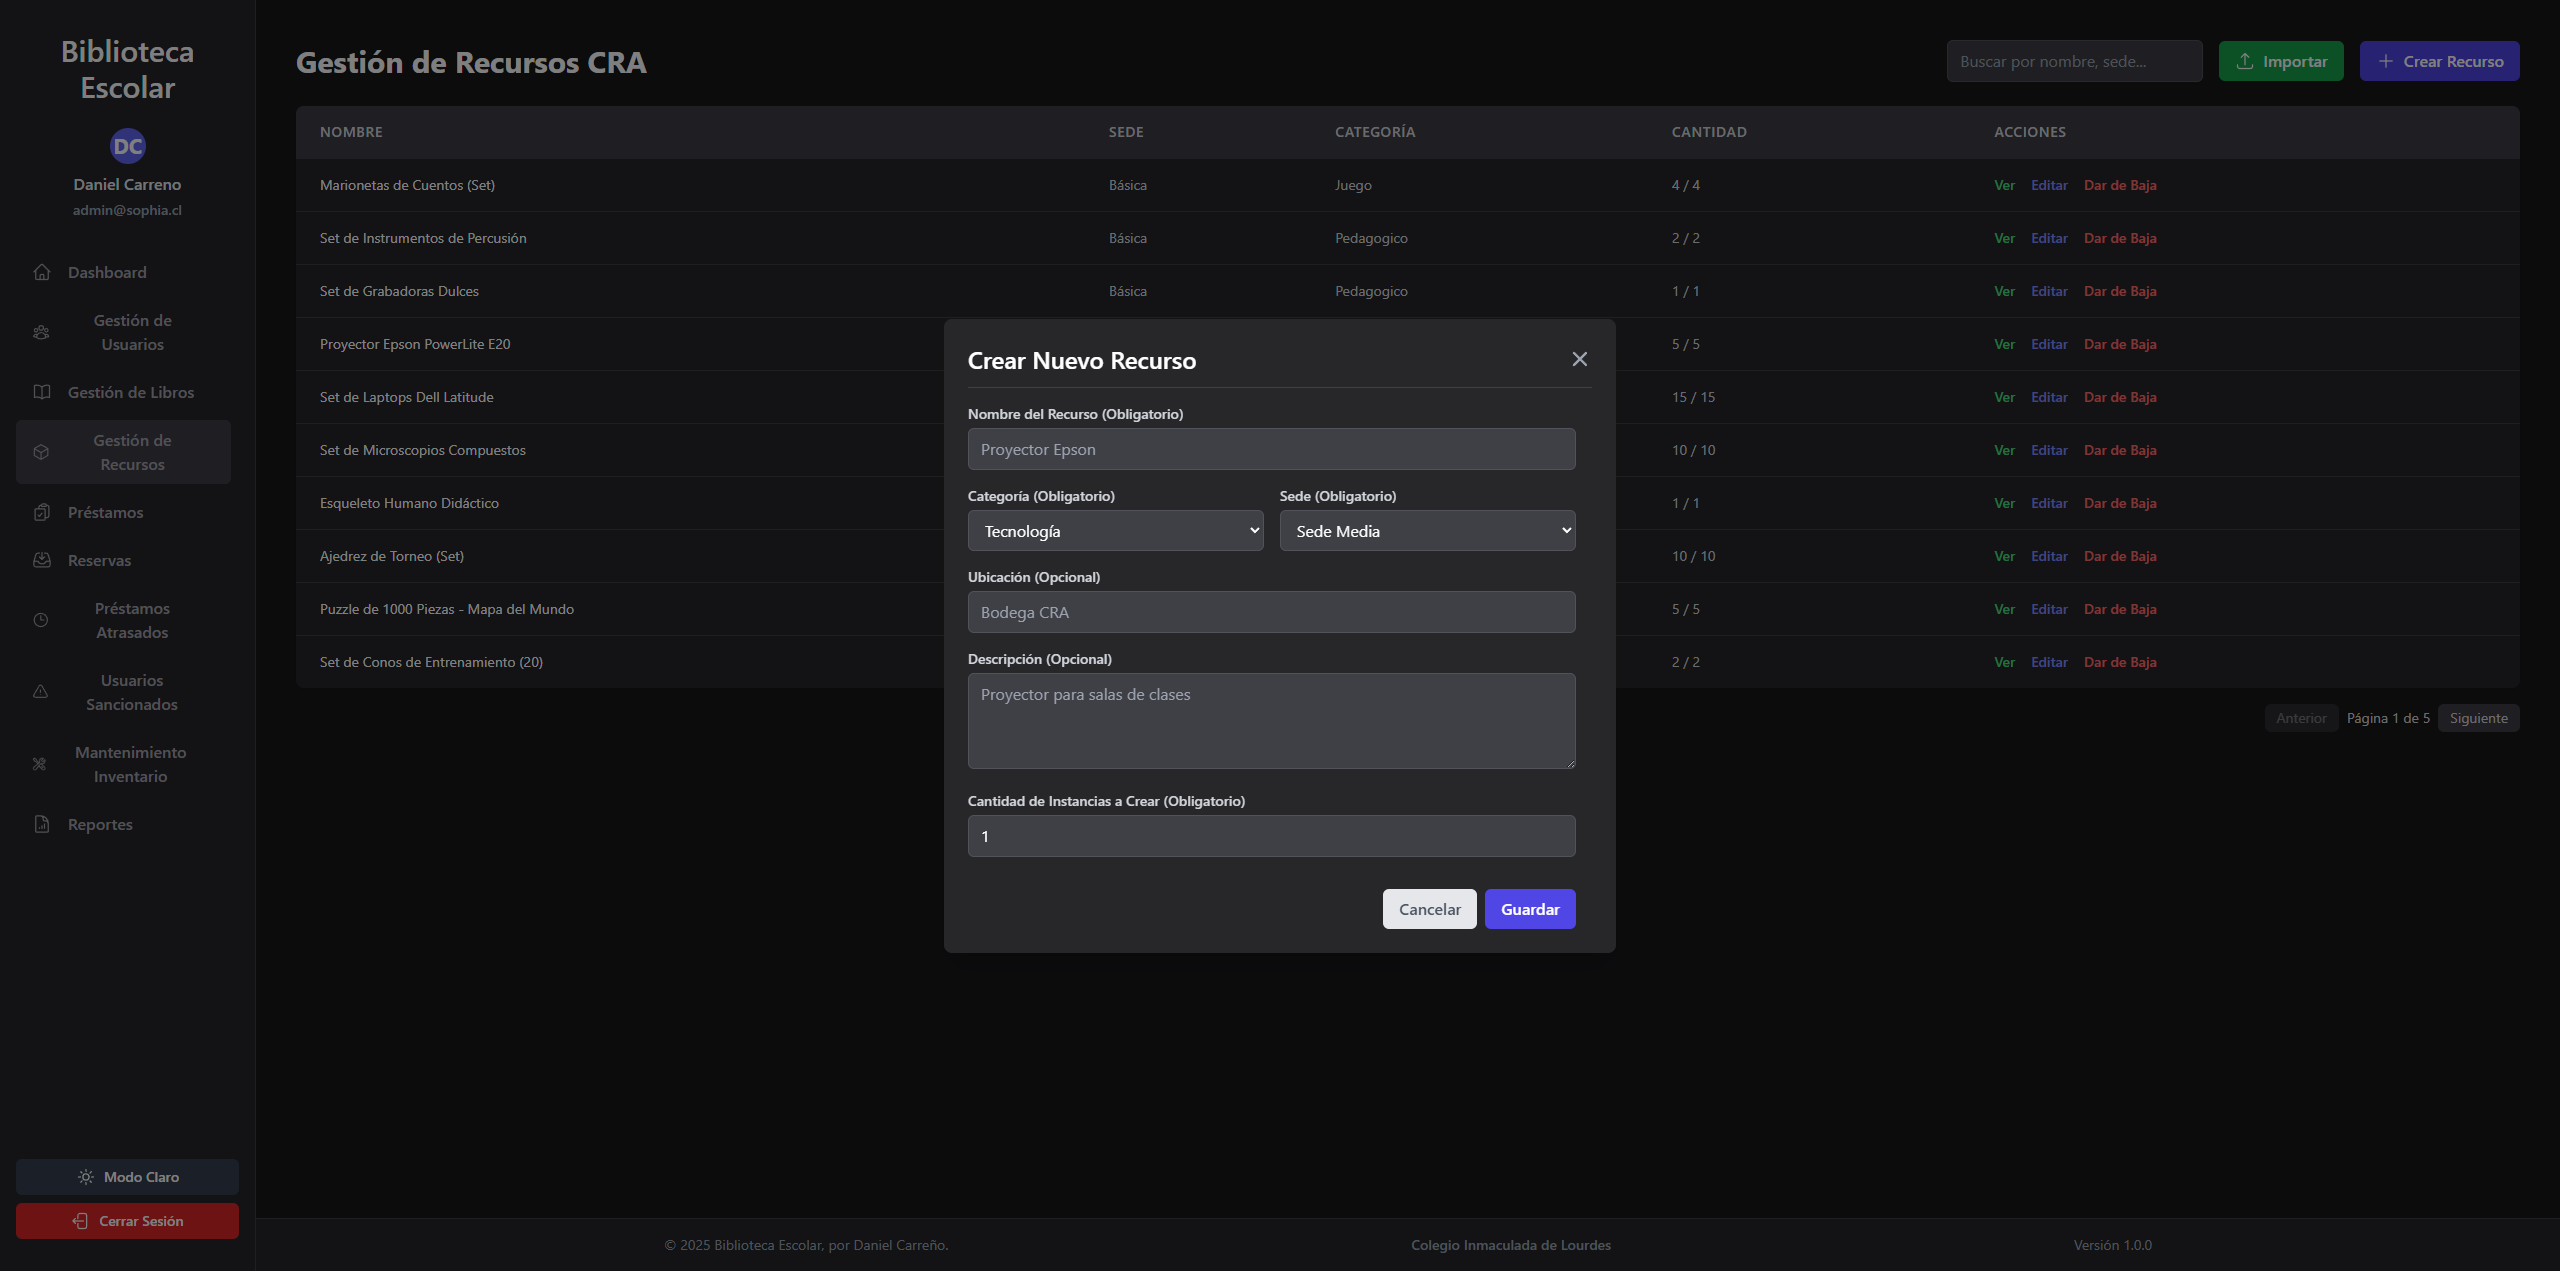 Biblioteca
Escolar
DC
Daniel Carreno
admin@sophia.cl
Dashboard
Gestión de
Usuarios
Gestión de Libros
Gestión de
Recursos
Préstamos
Reservas
Préstamos
Atrasados
Usuarios
Sancionados
Mantenimiento
Inventario
Reportes
Modo Claro
Cerrar Sesión
Gestión de Recursos CRA
Buscar por nombre, sede...
Importar
Crear Recurso
NOMBRE SEDE CATEGORÍA CANTIDAD ACCIONES
Marionetas de Cuentos (Set) Básica Juego 4 / 4 Ver Editar Dar de Baja
Set de Instrumentos de Percusión Básica Pedagogico 2 / 2 Ver Editar Dar de Baja
Set de Grabadoras Dulces Básica Pedagogico 1 / 1 Ver Editar Dar de Baja
Proyector Epson PowerLite E20 5 / 5 Ver Editar Dar de Baja
Set de Laptops Dell Latitude 15 / 15 Ver Editar Dar de Baja
Set de Microscopios Compuestos 10 / 10 Ver Editar Dar de Baja
Esqueleto Humano Didáctico 1 / 1 Ver Editar Dar de Baja
Ajedrez de Torneo (Set) 10 / 10 Ver Editar Dar de Baja
Puzzle de 1000 Piezas - Mapa del Mundo 5 / 5 Ver Editar Dar de Baja
Set de Conos de Entrenamiento (20) 2 / 2 Ver Editar Dar de Baja
Anterior Página 1 de 5 Siguiente
Crear Nuevo Recurso
Nombre del Recurso (Obligatorio)
Proyector Epson
Categoría (Obligatorio) Sede (Obligatorio)
Tecnología Sede Media
Ubicación (Opcional)
Bodega CRA
Descripción (Opcional)
Proyector para salas de clases
Cantidad de Instancias a Crear (Obligatorio)
1
Cancelar Guardar
© 2025 Biblioteca Escolar, por Daniel Carreño. Colegio Inmaculada de Lourdes Versión 1.0.0